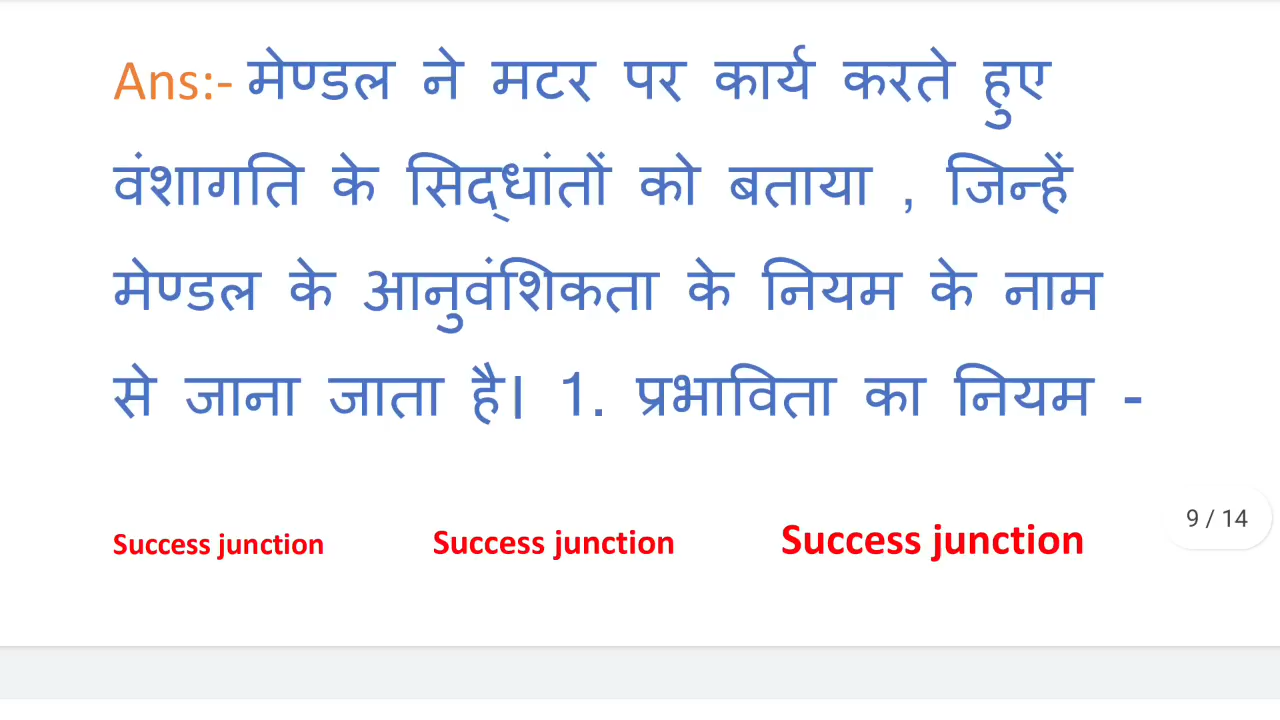 Ans:- मेण्डल ने मटर पर कार्य करते हुए
वंशागति के सिद्‌धांतों को बताया , जिन्हें
मेण्डल के आनुवंशिकता के नियम के नाम
से जाना जाता है। 1. प्रभाविता का नियम -
Success junction Success junction Success junction
9 / 14